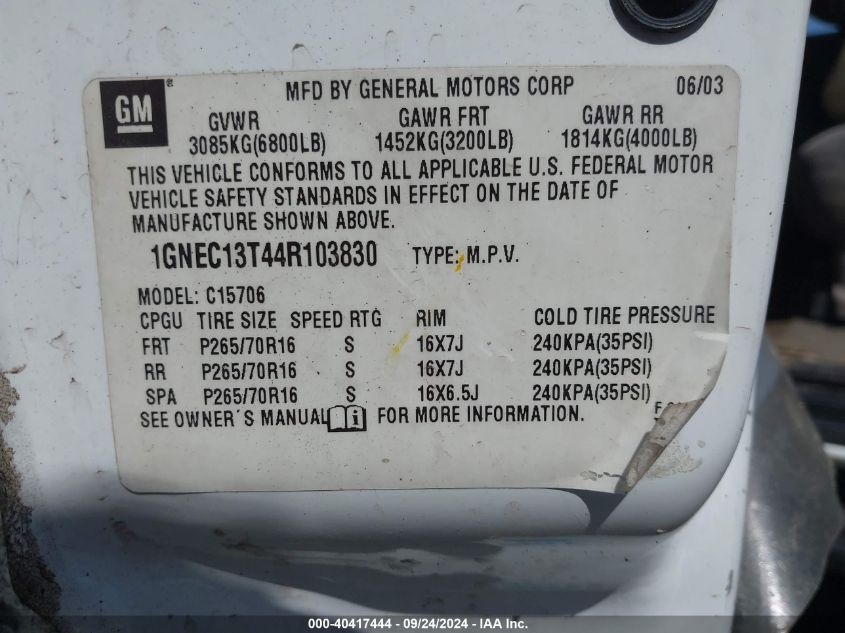 GM ® MFD BY GENERAL MOTORS CORP 06/03
GVWR GAWR FRT GAWR RR
3085KG(6800LB) 1452KG(3200LB) 1814KG(4000LB)
THIS VEHICLE CONFORMS TO ALL APPLICABLE U.S. FEDERAL MOTOR
VEHICLE SAFETY STANDARDS IN EFFECT ON THE DATE OF
MANUFACTURE SHOWN ABOVE.
1GNEC13T44R103830 TYPE: M.P.V.
MODEL: C15706
CPGU TIRE SIZE SPEED RTG RIM COLD TIRE PRESSURE
FRT P265/70R16 S 16X7J 240KPA(35PSI)
RR P265/70R16 S 16X7J 240KPA(35PSI)
SPA P265/70R16 S 16X6.5J 240KPA(35PSI)
SEE OWNER´S MANUAL i FOR MORE INFORMATION.
000-40417444 - 09/24/2024 - IAA Inc.